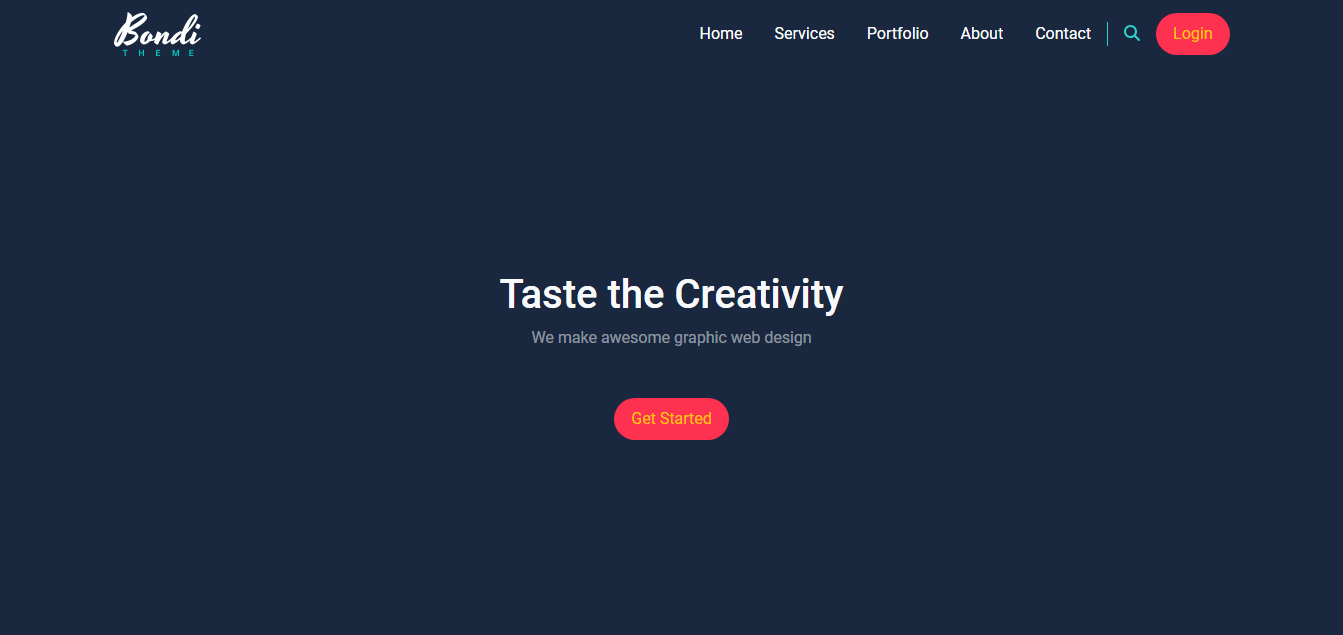 Bondi
THEME
Home Services Portfolio About Contact Login
Taste the Creativity
We make awesome graphic web design
Get Started